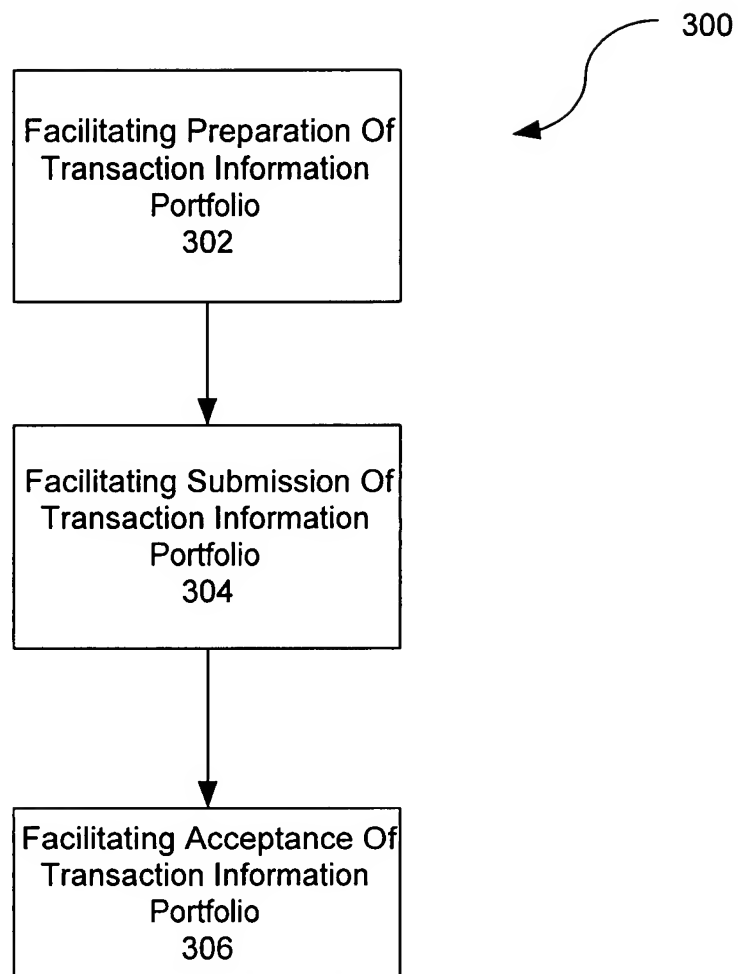 300
Facilitating Preparation Of
Transaction Information
Portfolio
302
Facilitating Submission Of
Transaction Information
Portfolio
304
Facilitating Acceptance Of
Transaction Information
Portfolio
306